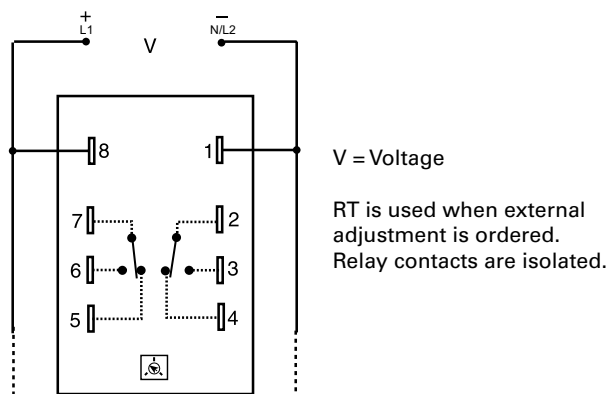 + −
L1 N/L2
V
8 1
7 2
6 3
5 4
V = Voltage
RT is used when external
adjustment is ordered.
Relay contacts are isolated.